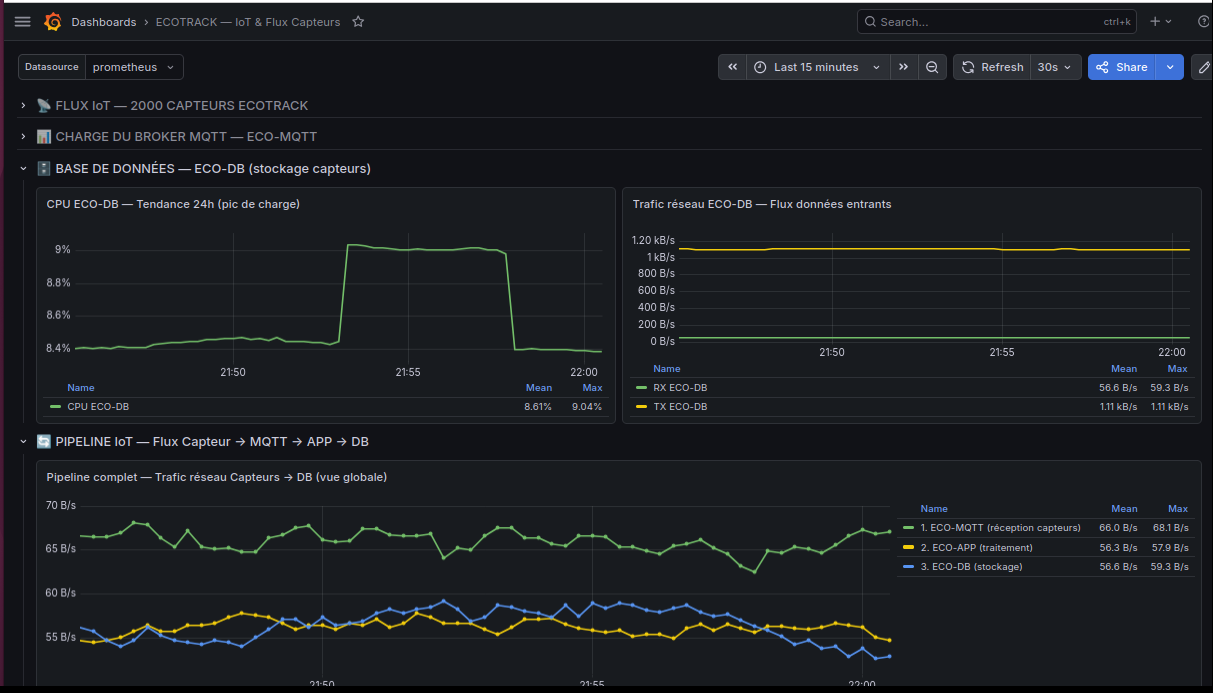 Dashboards › ECOTRACK — IoT & Flux Capteurs
Search... ctrl+k
Datasource prometheus
Last 15 minutes Refresh 30s Share
FLUX IoT — 2000 CAPTEURS ECOTRACK
CHARGE DU BROKER MQTT — ECO-MQTT
BASE DE DONNÉES — ECO-DB (stockage capteurs)
CPU ECO-DB — Tendance 24h (pic de charge)
9%
8.8%
8.6%
8.4%
21:50 21:55 22:00
Name Mean Max
CPU ECO-DB 8.61% 9.04%
Trafic réseau ECO-DB — Flux données entrants
1.20 kB/s
1 kB/s
800 B/s
600 B/s
400 B/s
200 B/s
0 B/s
21:50 21:55 22:00
Name Mean Max
RX ECO-DB 56.6 B/s 59.3 B/s
TX ECO-DB 1.11 kB/s 1.11 kB/s
PIPELINE IoT — Flux Capteur → MQTT → APP → DB
Pipeline complet — Trafic réseau Capteurs → DB (vue globale)
70 B/s
65 B/s
60 B/s
55 B/s
21:50 21:55 22:00
Name Mean Max
1. ECO-MQTT (réception capteurs) 66.0 B/s 68.1 B/s
2. ECO-APP (traitement) 56.3 B/s 57.9 B/s
3. ECO-DB (stockage) 56.6 B/s 59.3 B/s